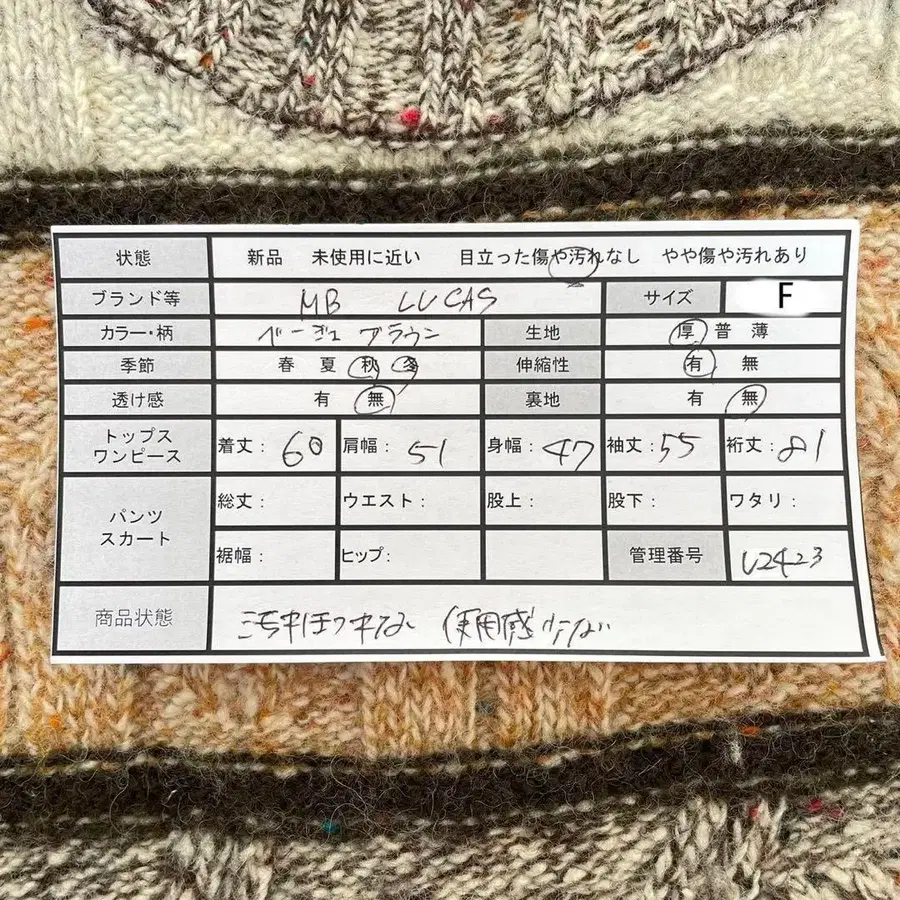 状態 新品 未使用に近い 目立った傷や汚れなし やや傷や汚れあり
ブランド等 MB LUCAS サイズ F
カラー・柄 ベージュ ブラウン 生地 厚 普 薄
季節 春 夏 秋 冬 伸縮性 有 無
透け感 有 無 裏地 有 無
トップス
ワンピース
着丈: 60 肩幅: 51 身幅: 47 袖丈: 55 裄丈: 81
パンツ
スカート
総丈: ウエスト: 股上: 股下: ワタリ:
裾幅: ヒップ: 管理番号 U2423
商品状態 汚れほつれない 使用感少ない